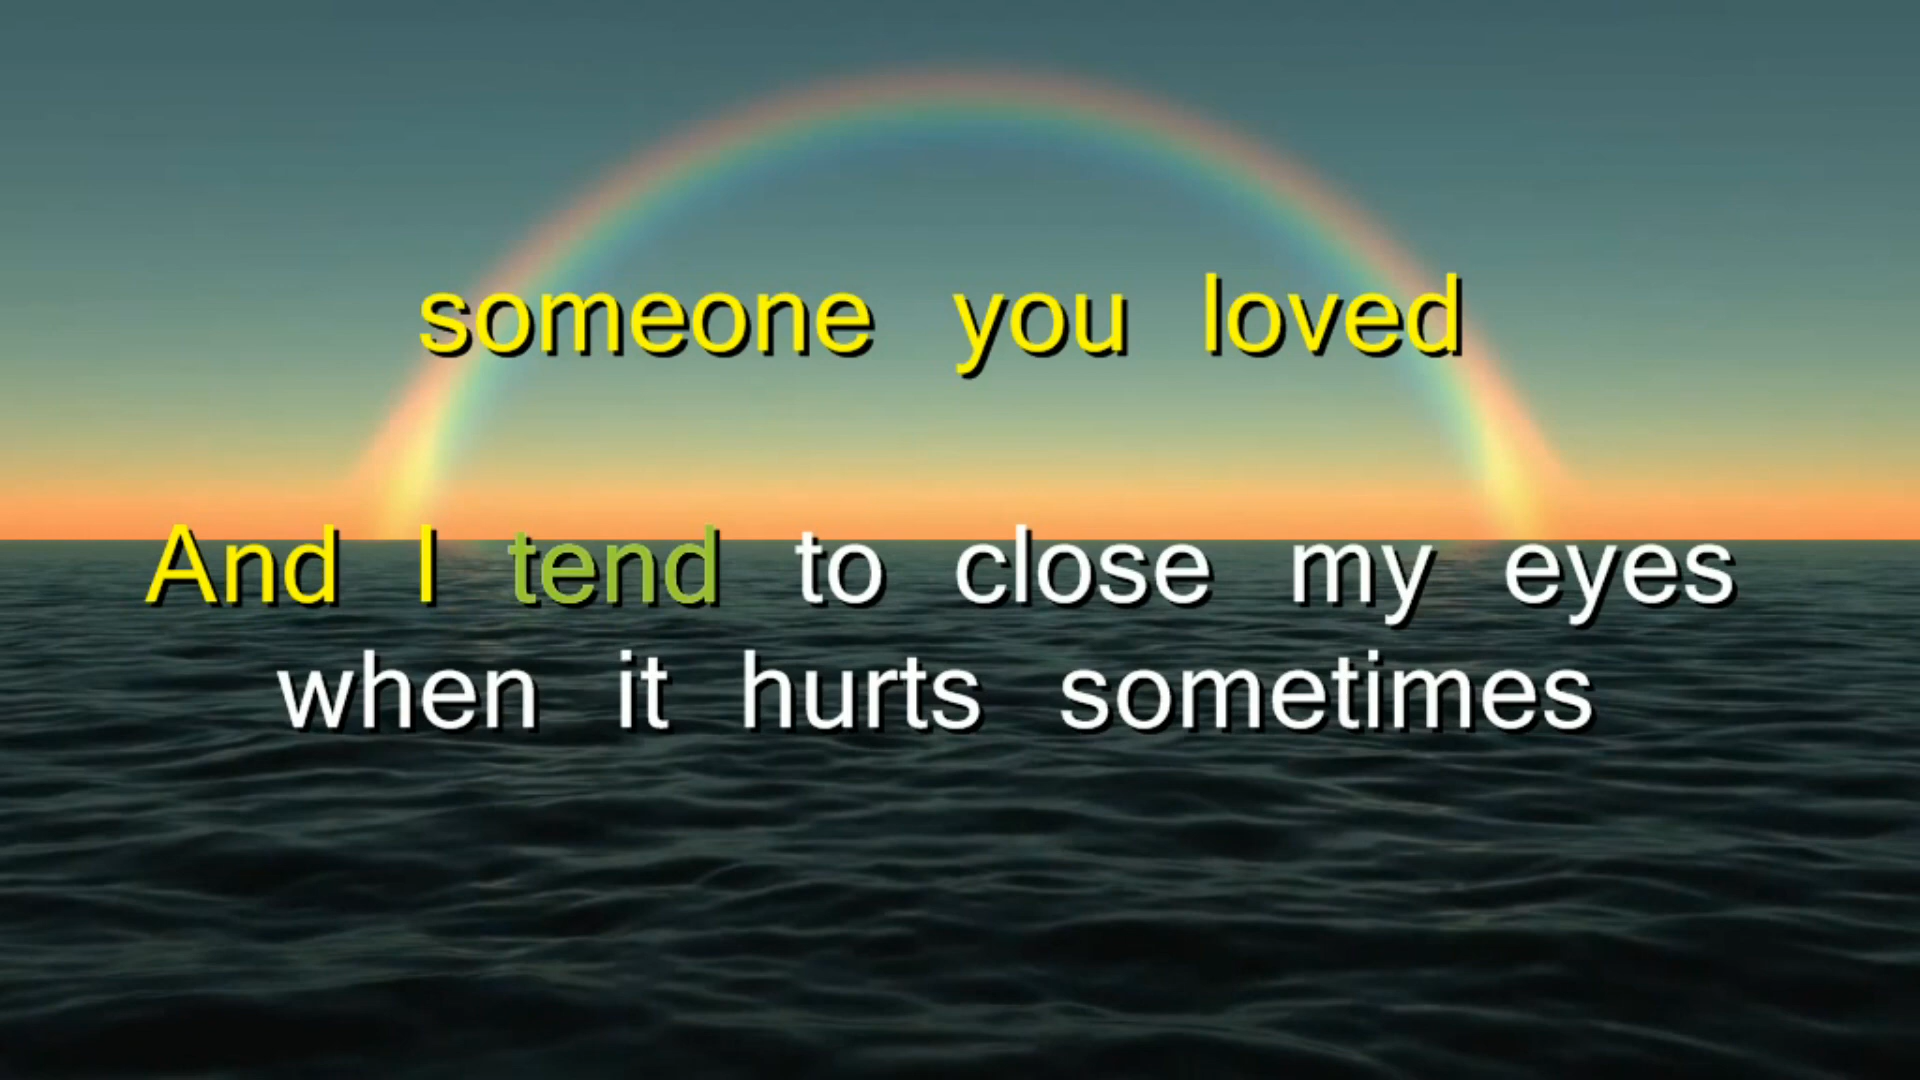 someone you loved
And I tend to close my eyes
when it hurts sometimes